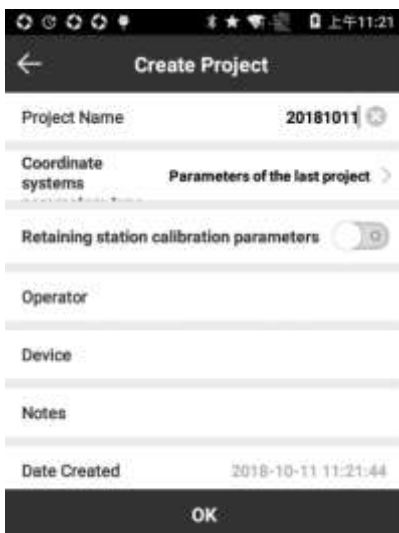 上午11:21
Create Project
Project Name 20181011
Coordinate
systems Parameters of the last project
Retaining station calibration parameters
Operator
Device
Notes
Date Created 2018-10-11 11:21:44
OK